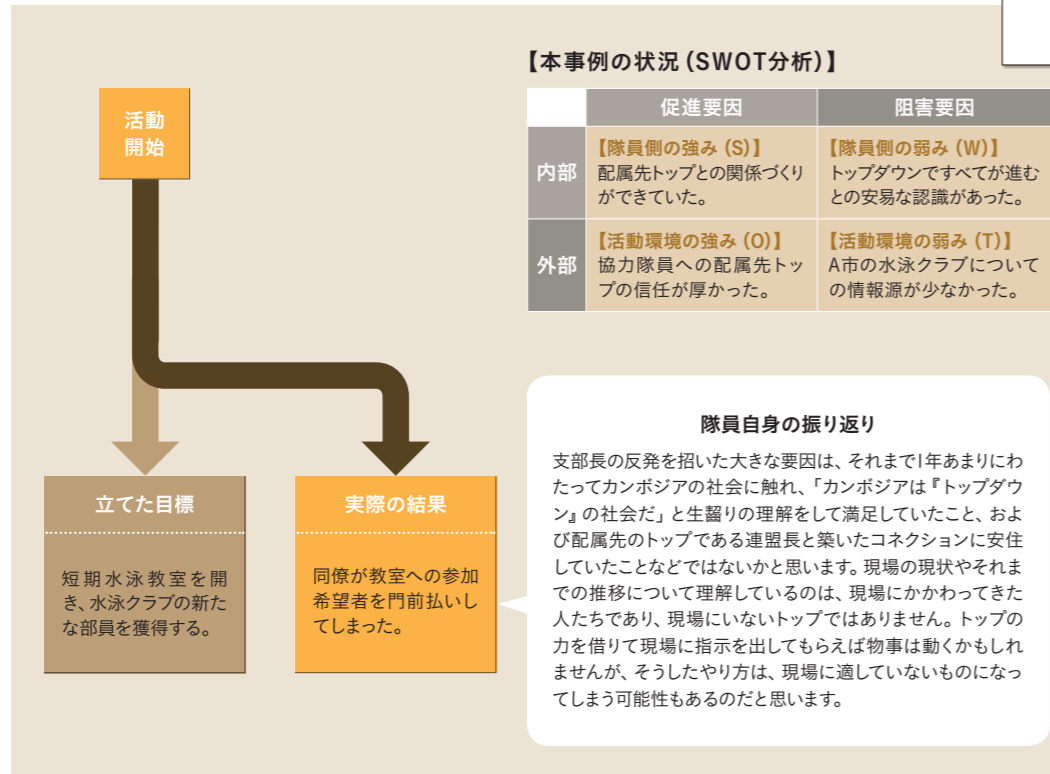 【本事例の状況（SWOT分析）】
促進要因
阻害要因
内部
【隊員側の強み（S）】
配属先トップとの関係づくり
ができていた。
【隊員側の弱み（W）】
トップダウンですべてが進む
との安易な認識があった。
外部
【活動環境の強み（O）】
協力隊員への配属先トッ
プの信任が厚かった。
【活動環境の弱み（T）】
A市の水泳クラブについて
の情報源が少なかった。
活動
開始
立てた目標
短期水泳教室を開
き、水泳クラブの新た
な部員を獲得する。
実際の結果
同僚が教室への参加
希望者を門前払いし
てしまった。
隊員自身の振り返り
支部長の反発を招いた大きな要因は、それまで1年あまりにわ
たってカンボジアの社会に触れ、「カンボジアは『トップダウ
ン』の社会だ」と生齧りの理解をして満足していたこと、およ
び配属先のトップである連盟長と築いたコネクションに安住
していたことなどではないかと思います。現場の現状やそれま
での推移について理解しているのは、現場にかかわってきた
人たちであり、現場にいないトップではありません。トップの
力を借りて現場に指示を出してもらえば物事は動くかもしれ
ませんが、そうしたやり方は、現場に適していないものになっ
てしまう可能性もあるのだと思います。